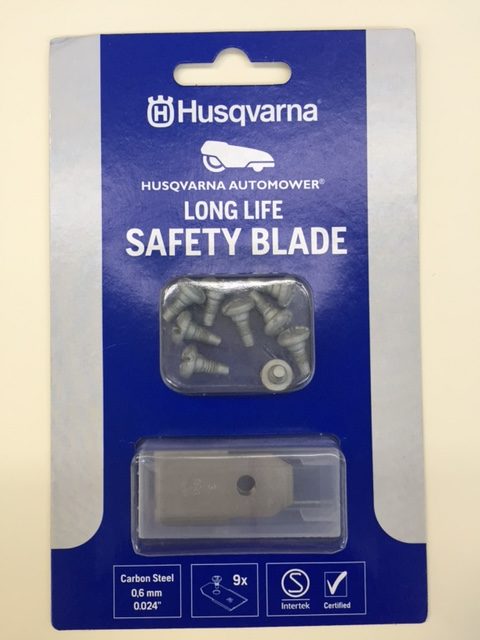 Husqvarna
HUSQVARNA AUTOMOWER®
LONG LIFE
SAFETY BLADE
Carbon Steel
0,6 mm
0.024"
9x
Intertek
Certified